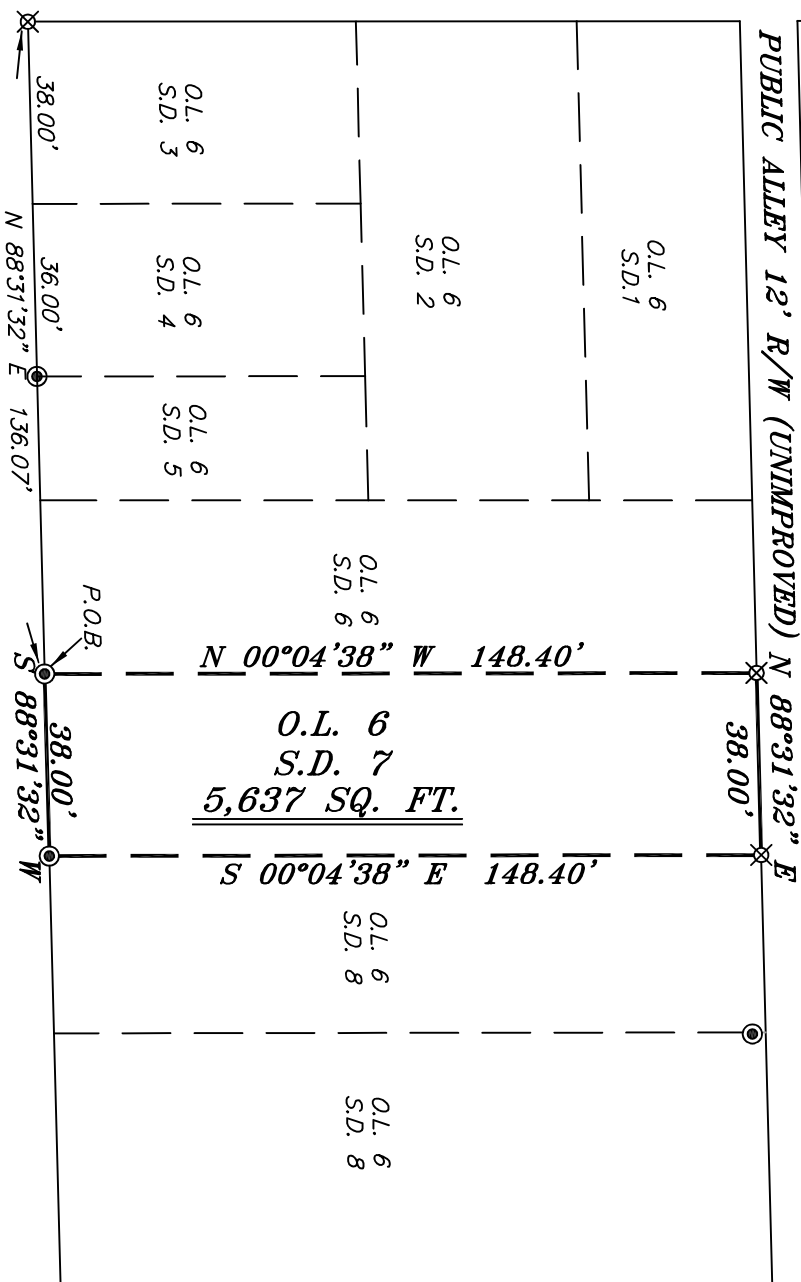 PUBLIC ALLEY 12' R/W (UNIMPROVED) N 88°31'32" E
38.00'
O.L. 6
S.D.1
O.L. 6
S.D. 2
O.L. 6
S.D. 3
O.L. 6
S.D. 4
O.L. 6
S.D. 5
O.L. 6
S.D. 6
N 00°04'38" W 148.40'
O.L. 6
S.D. 7
5,637 SQ. FT.
S 00°04'38" E 148.40'
O.L. 6
S.D. 8
O.L. 6
S.D. 8
P.O.B.
38.00'
36.00'
N 88°31'32" E 136.07'
38.00'
S 88°31'32" W